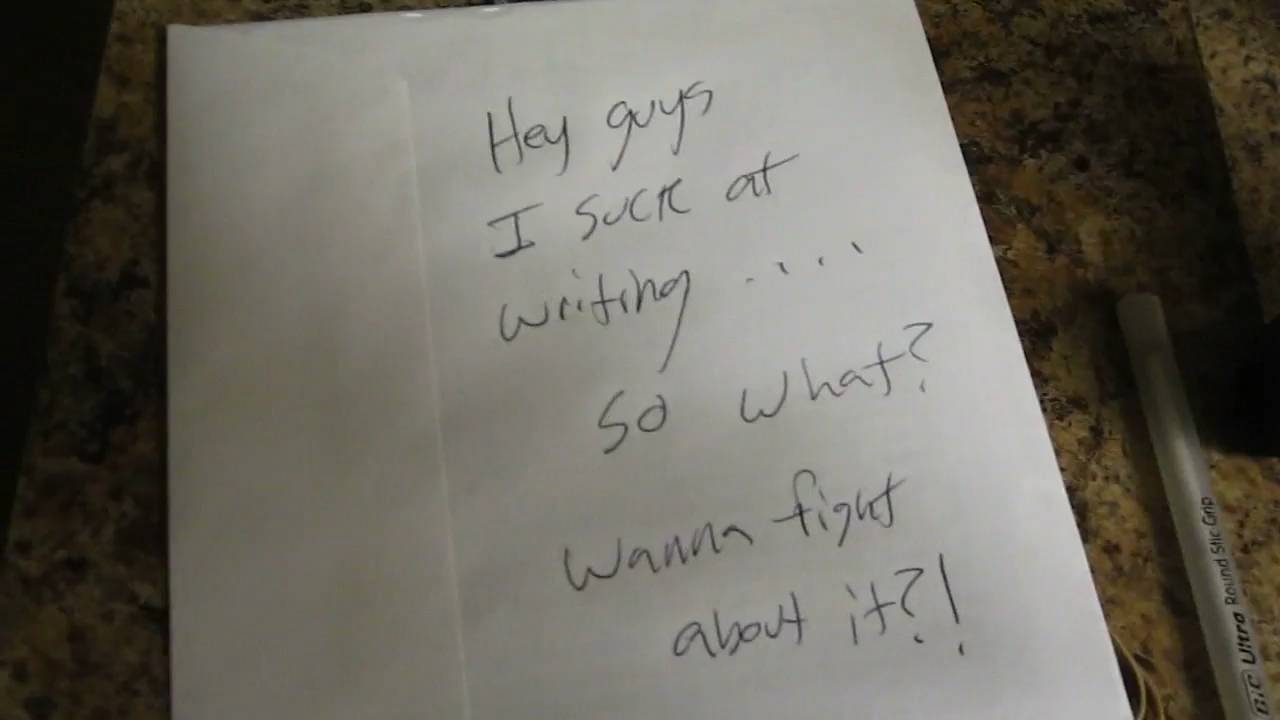 Hey guys
I suck at
writing ....
So what?
Wanna fight
about it?!
BIC Ultra Round Stic Grip